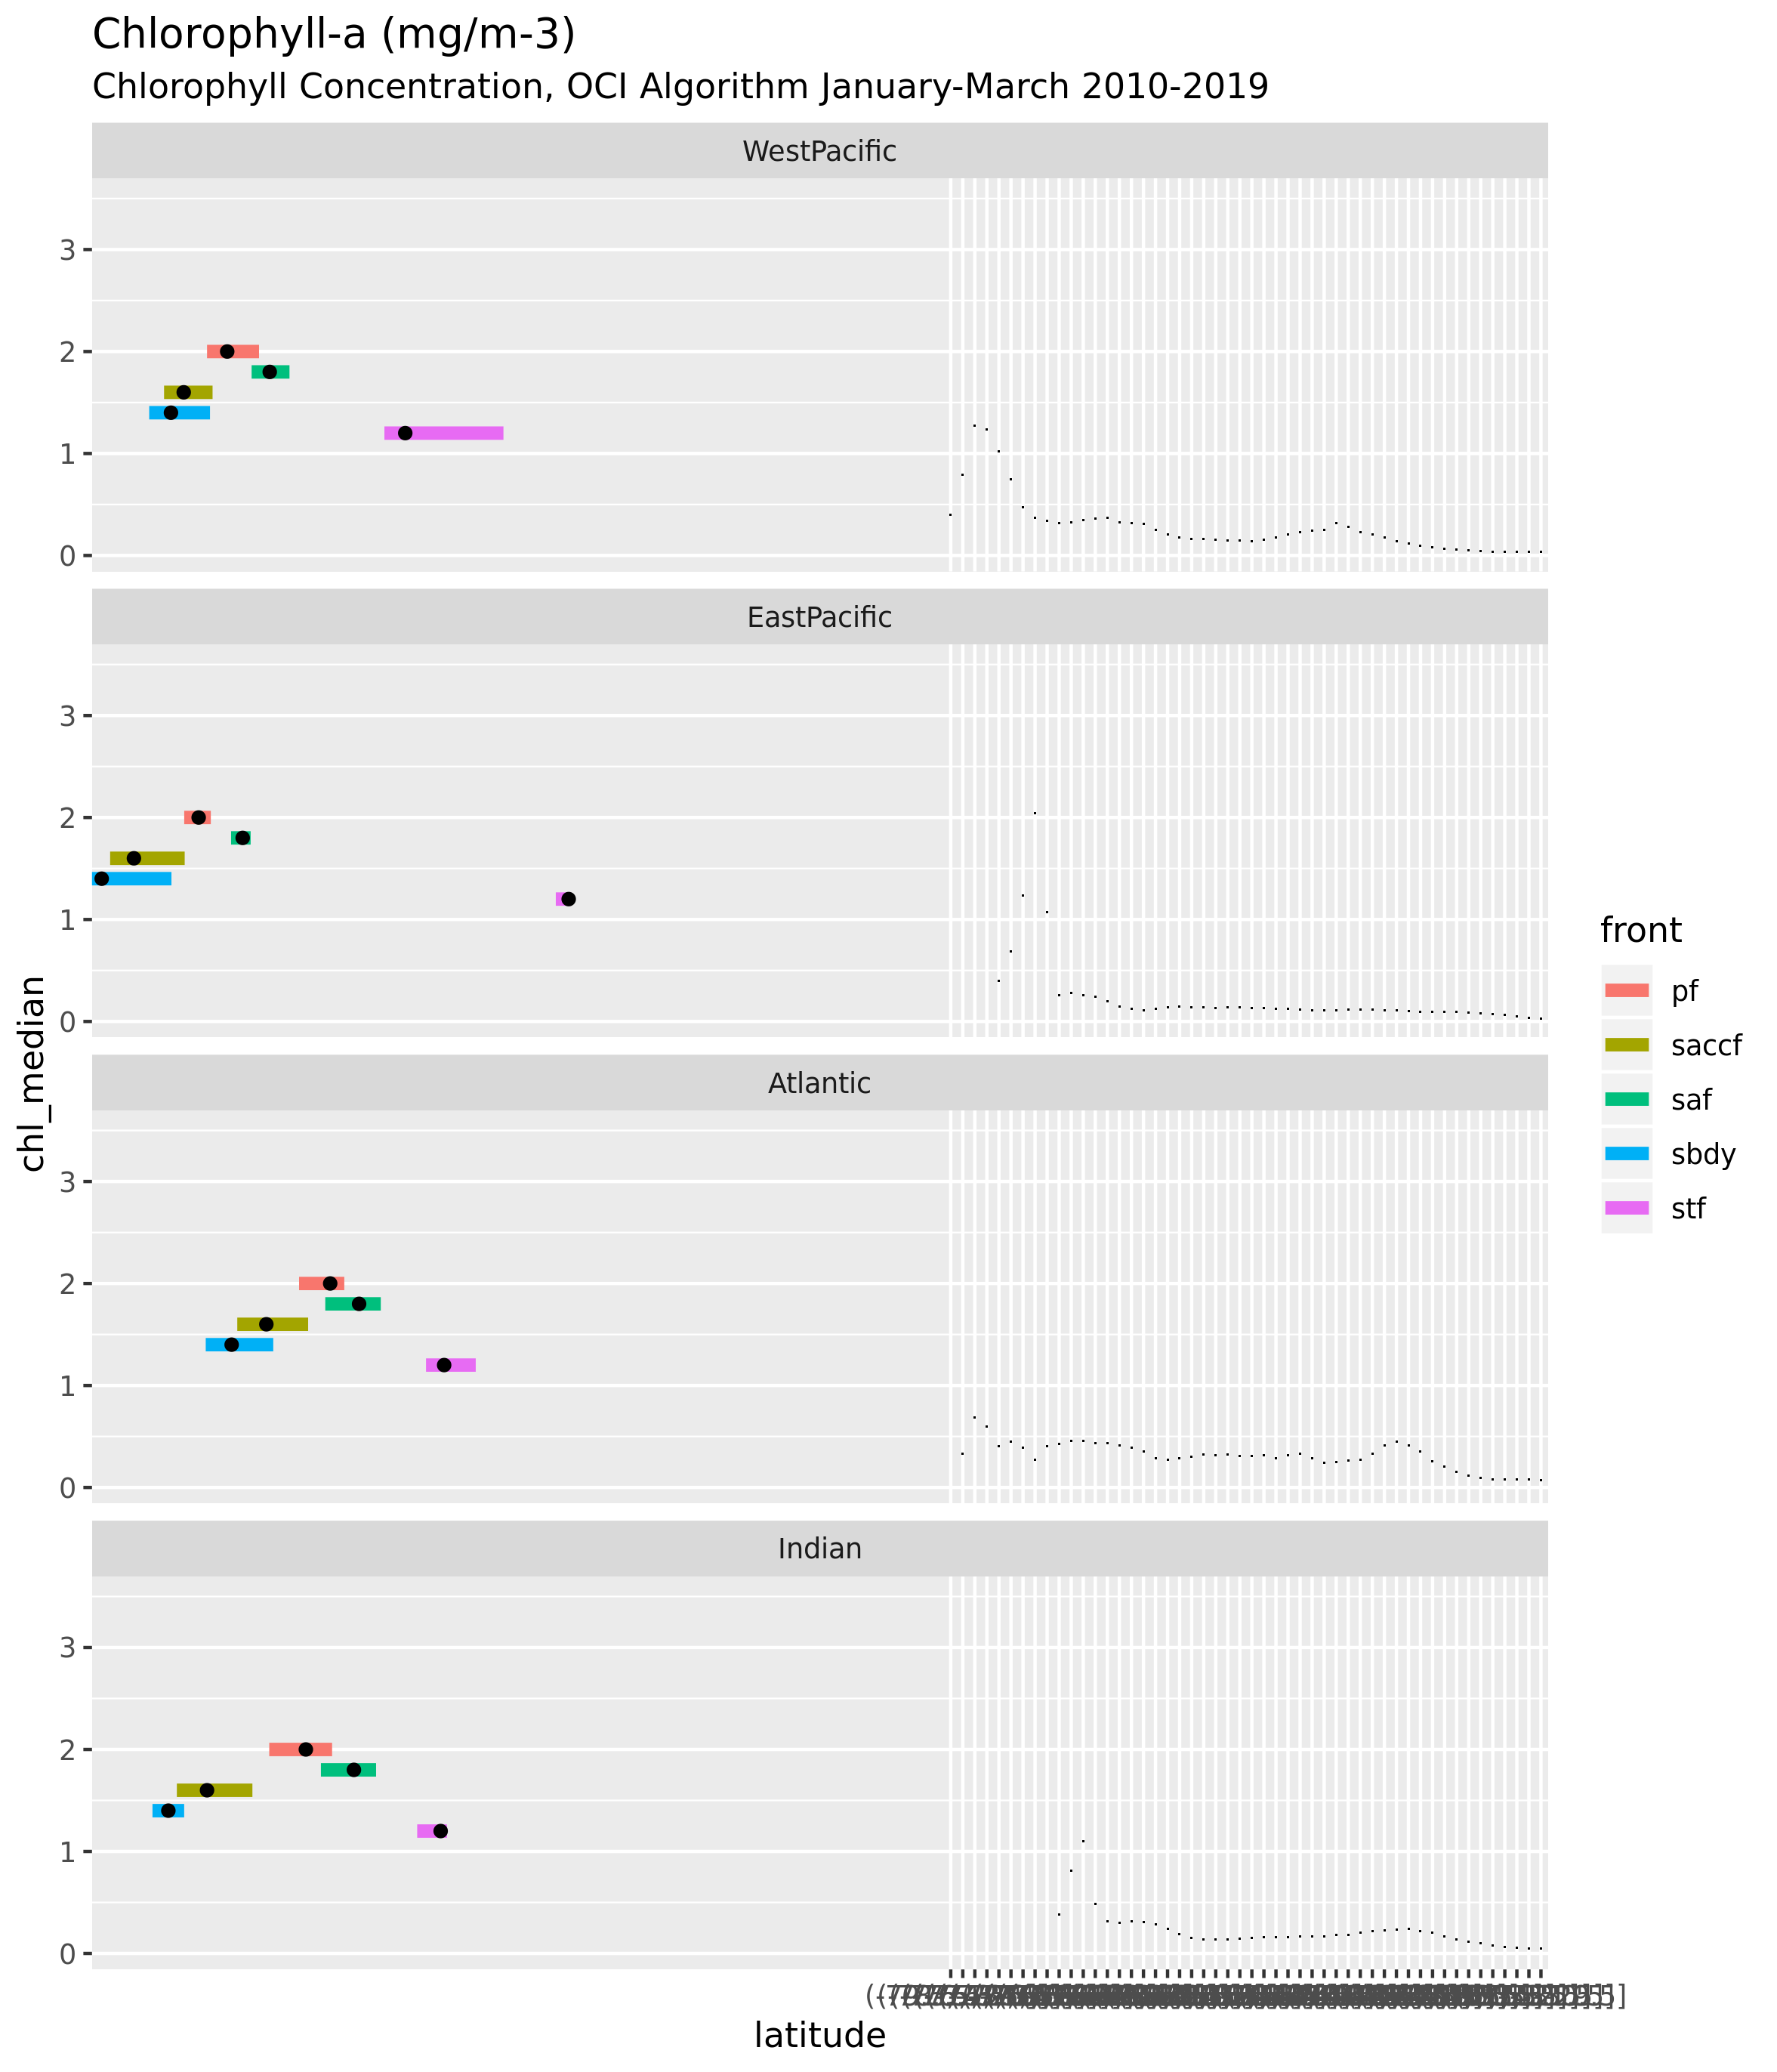 Chlorophyll-a (mg/m-3)
Chlorophyll Concentration, OCI Algorithm January-March 2010-2019
WestPacific
3
2
1
0
EastPacific
3
2
1
0
chl_median
Atlantic
3
2
1
0
Indian
3
2
1
0
latitude
front
pf
saccf
saf
sbdy
stf